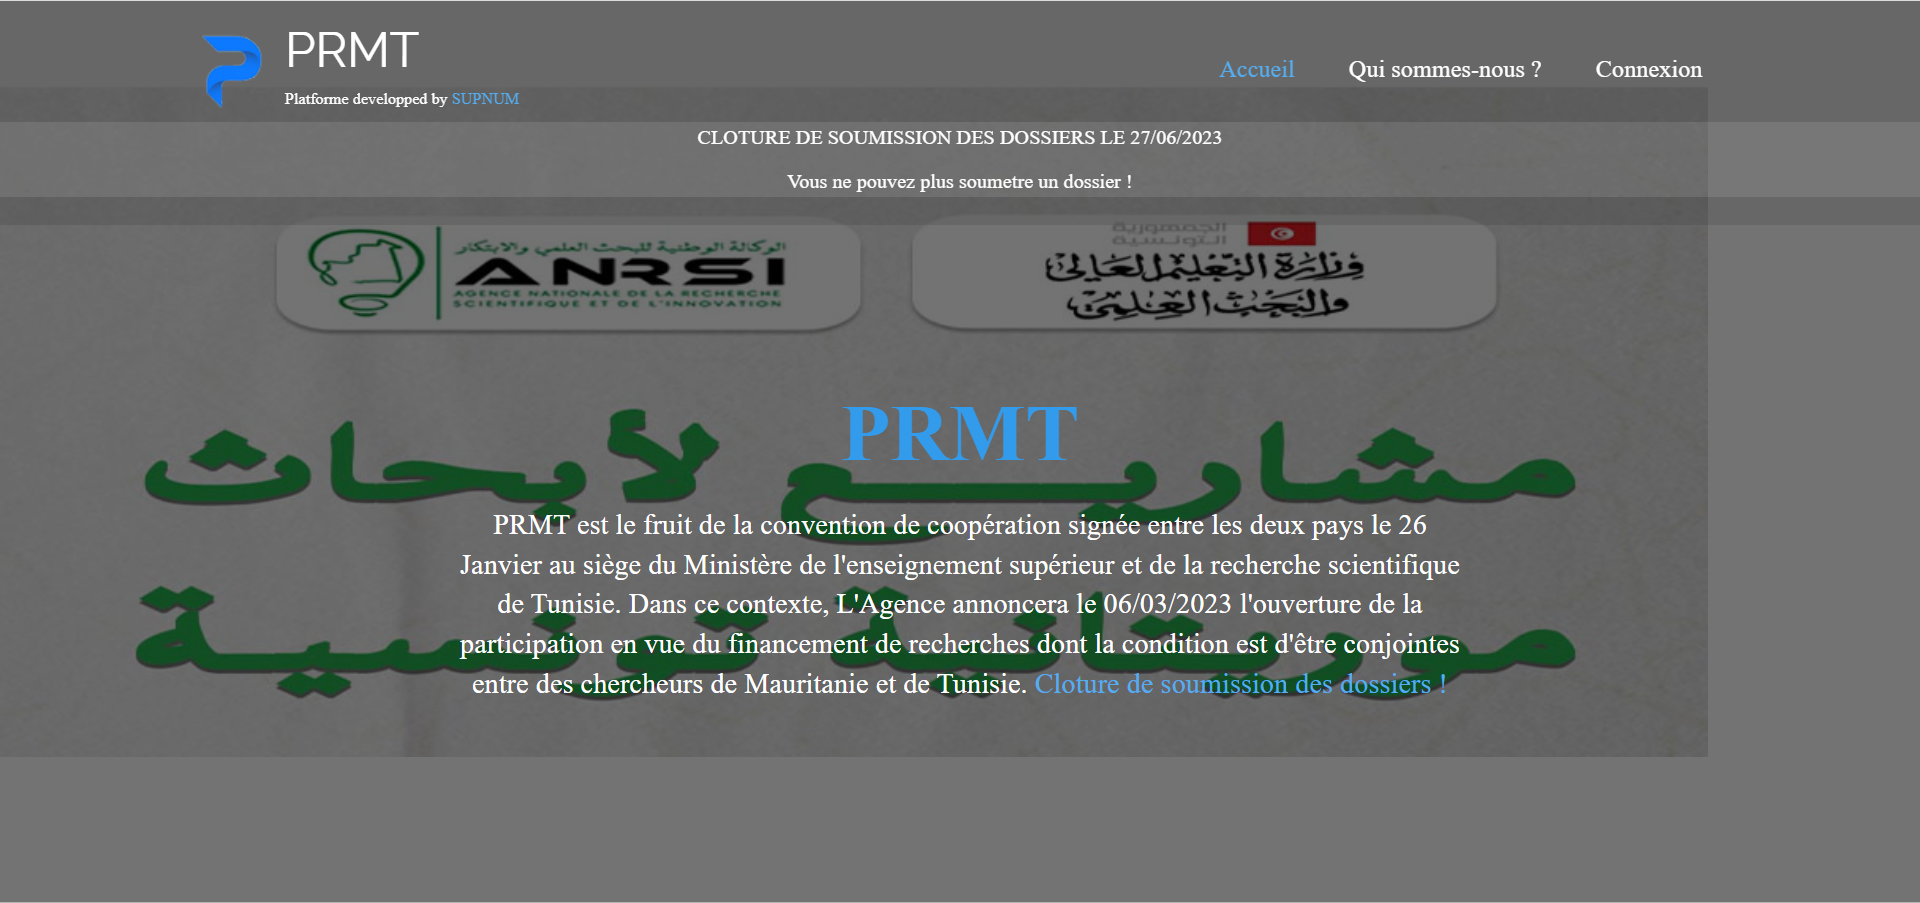 PRMT
Platforme developped by SUPNUM
Accueil
Qui sommes-nous ?
Connexion
CLOTURE DE SOUMISSION DES DOSSIERS LE 27/06/2023
Vous ne pouvez plus soumetre un dossier !
الوكالة الوطنية للبحث العلمي والابتكار
ANRSI
AGENCE NATIONALE DE LA RECHERCHE
SCIENTIFIQUE ET DE L'INNOVATION
الجمهورية
التونسية
وزارة التعليم العالي
والبحث العلمي
PRMT
مشاريع لأبحاث
موريتانية تونسية
PRMT est le fruit de la convention de coopération signée entre les deux pays le 26
Janvier au siège du Ministère de l'enseignement supérieur et de la recherche scientifique
de Tunisie. Dans ce contexte, L'Agence annoncera le 06/03/2023 l'ouverture de la
participation en vue du financement de recherches dont la condition est d'être conjointes
entre des chercheurs de Mauritanie et de Tunisie. Cloture de soumission des dossiers !